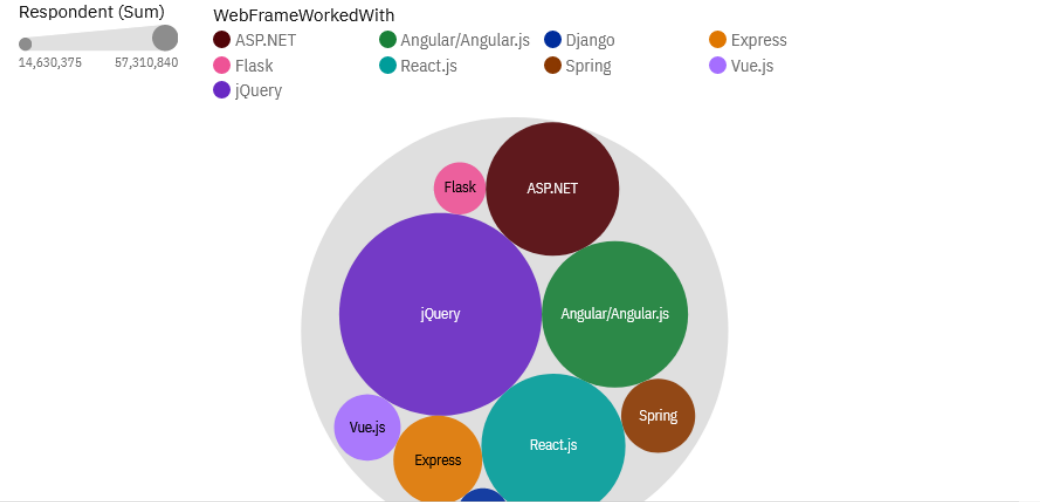 Respondent (Sum)
14,630,375 57,310,840
WebFrameWorkedWith
ASP.NET Angular/Angular.js Django Express
Flask React.js Spring Vue.js
jQuery
Flask
ASP.NET
jQuery
Angular/Angular.js
Spring
Vue.js
React.js
Express